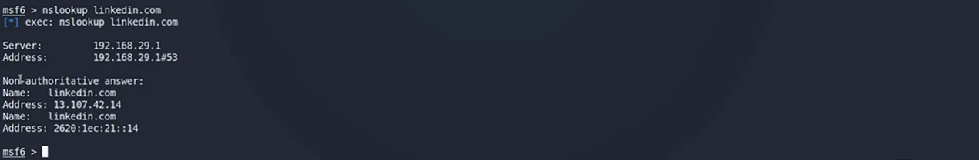 msf6 > nslookup linkedin.com
[*] exec: nslookup linkedin.com
Server: 192.168.29.1
Address: 192.168.29.1#53
Non-authoritative answer:
Name: linkedin.com
Address: 13.107.42.14
Name: linkedin.com
Address: 2620:1ec:21::14
msf6 >